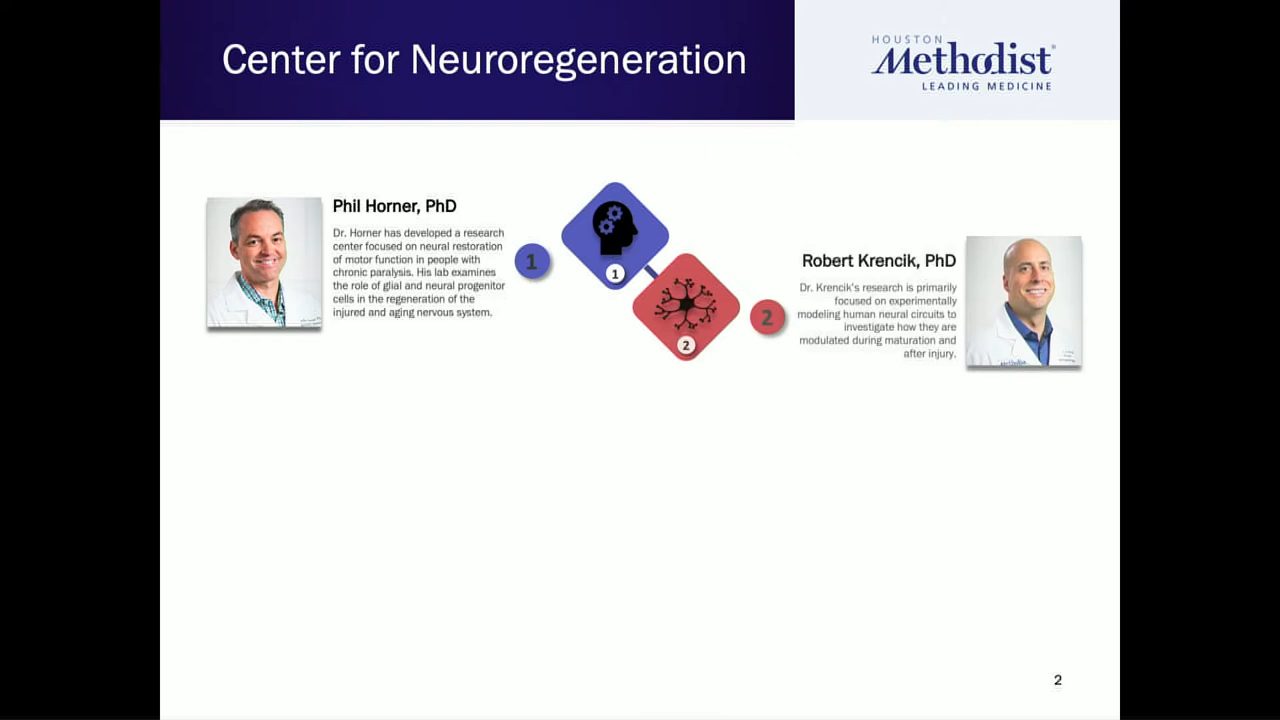 Center for Neuroregeneration
HOUSTON
Methodist®
LEADING MEDICINE
Phil Horner, PhD
Dr. Horner has developed a research
center focused on neural restoration
of motor function in people with
chronic paralysis. His lab examines
the role of glial and neural progenitor
cells in the regeneration of the
injured and aging nervous system.
1
1
2
2
Robert Krencik, PhD
Dr. Krencik's research is primarily
focused on experimentally
modeling human neural circuits to
investigate how they are
modulated during maturation and
after injury.
2